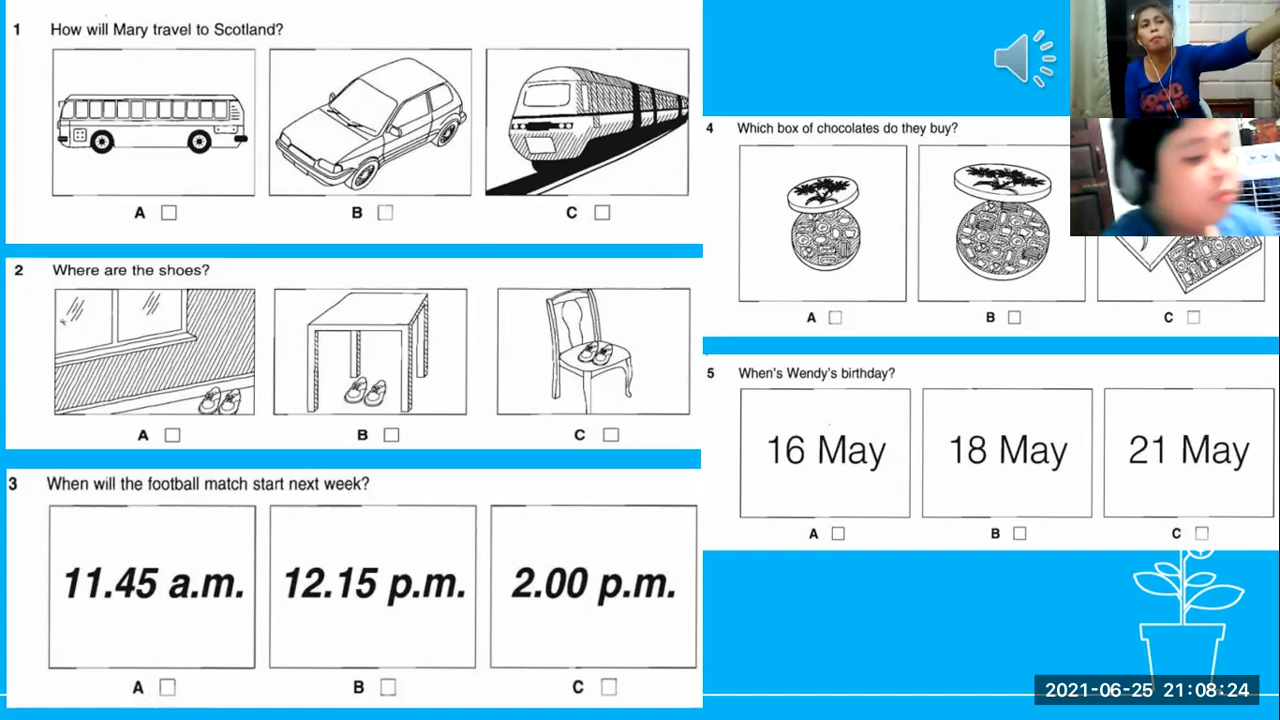 1 How will Mary travel to Scotland?
A B C
2 Where are the shoes?
A B C
3 When will the football match start next week?
11.45 a.m. 12.15 p.m. 2.00 p.m.
A B C
4 Which box of chocolates do they buy?
A B C
5 When's Wendy's birthday?
16 May 18 May 21 May
A B C
2021-06-25 21:08:24